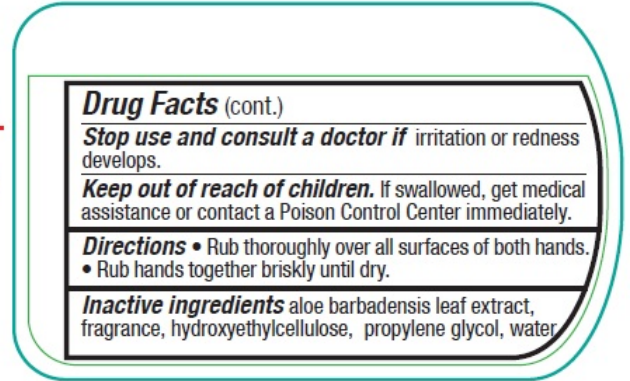 Drug Facts (cont.)
Stop use and consult a doctor if irritation or redness
develops.
Keep out of reach of children. If swallowed, get medical
assistance or contact a Poison Control Center immediately.
Directions • Rub thoroughly over all surfaces of both hands.
• Rub hands together briskly until dry.
Inactive ingredients aloe barbadensis leaf extract,
fragrance, hydroxyethylcellulose, propylene glycol, water